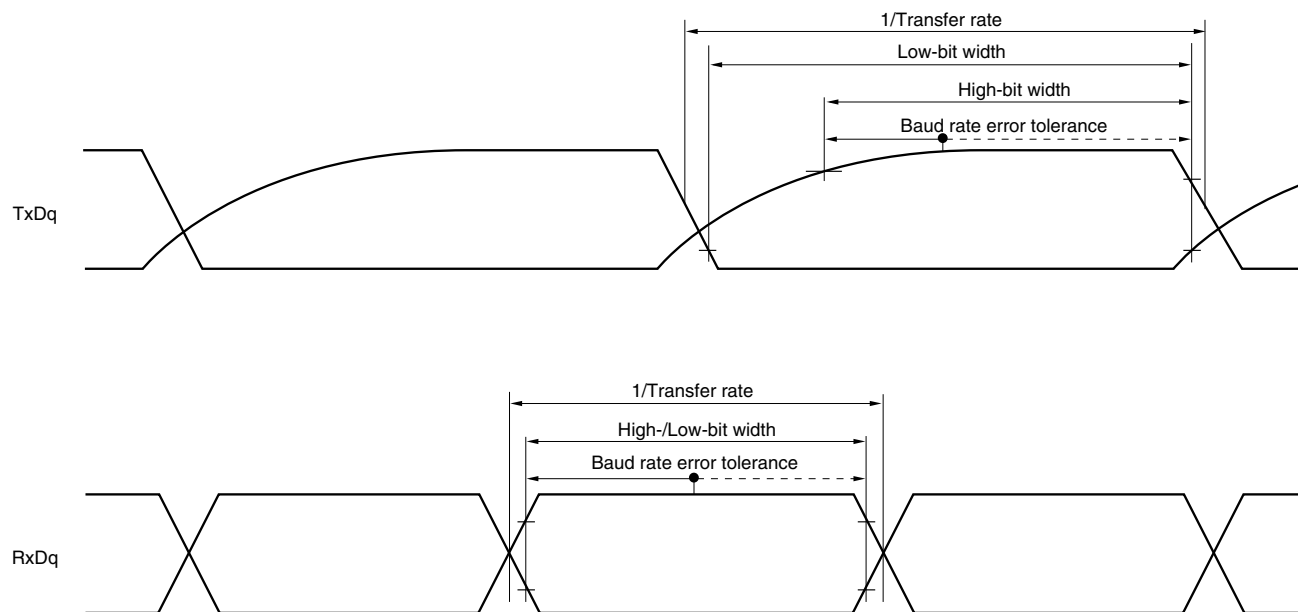 1/Transfer rate
Low-bit width
High-bit width
Baud rate error tolerance
TxDq
1/Transfer rate
High-/Low-bit width
Baud rate error tolerance
RxDq